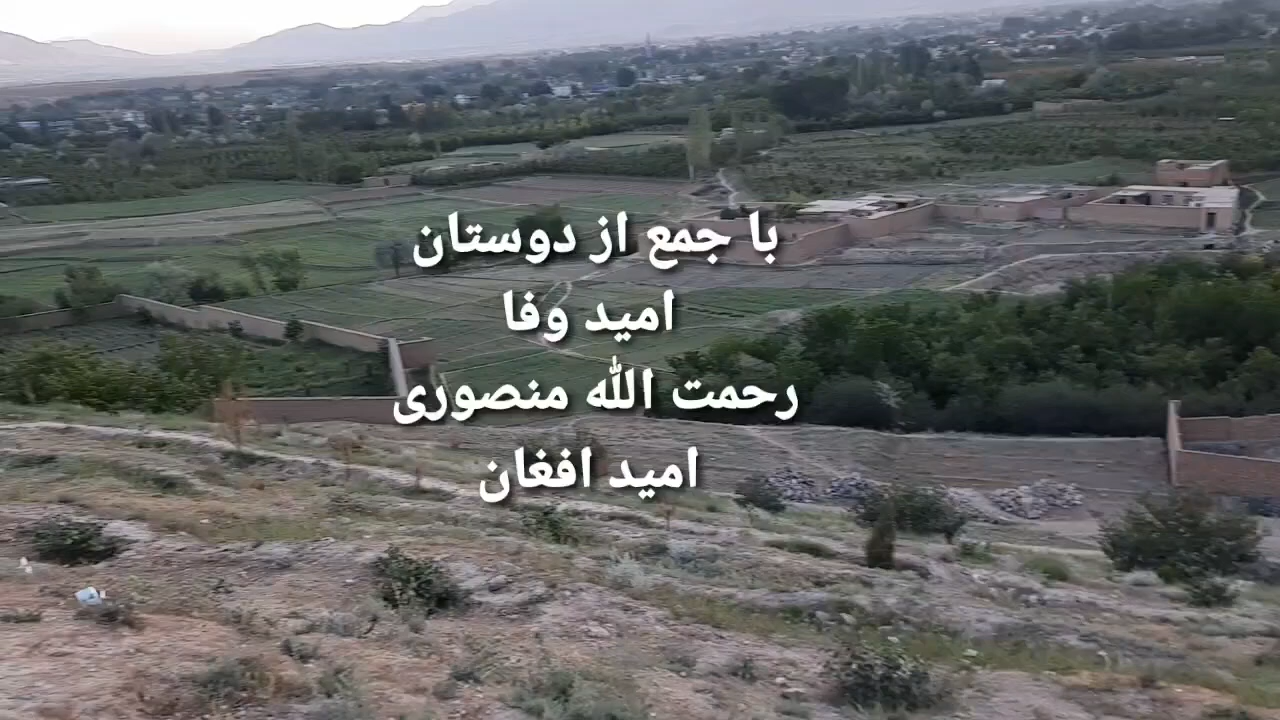 با جمع از دوستان
امید وفا
رحمت الله منصوری
امید افغان